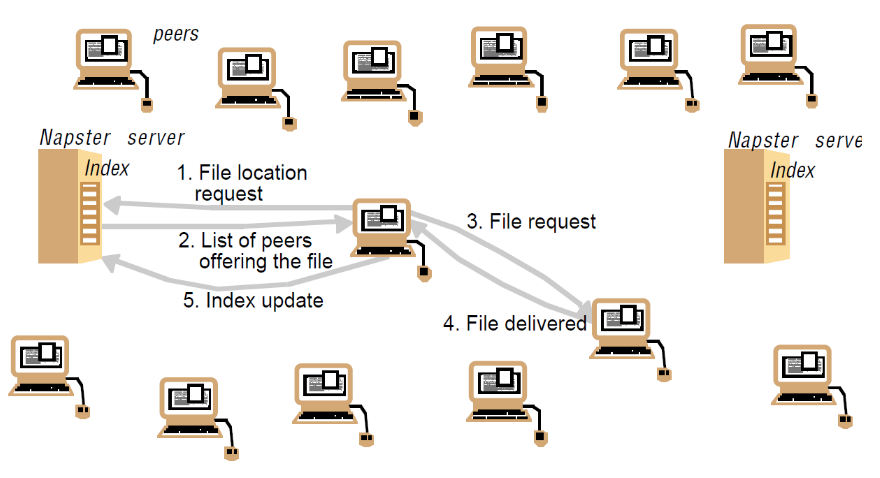 peers
Napster server
Index
Napster serve
Index
1. File location
request
2. List of peers
offering the file
3. File request
5. Index update
4. File delivered